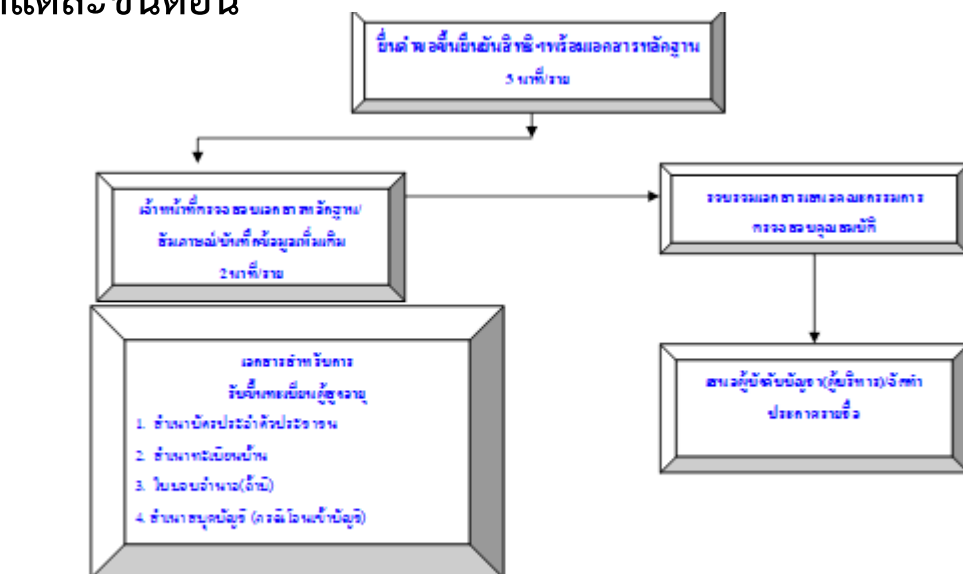 แต่ละขั้นตอน
ยื่นคำขอขึ้นยืนยันสิทธิฯพร้อมเอกสารหลักฐาน
5 นาที/ราย
เจ้าหน้าที่ตรวจสอบเอกสารหลักฐาน/
สัมภาษณ์/บันทึกข้อมูลเพิ่มเติม
2 นาที/ราย
รวบรวมเอกสารเสนอคณะกรรมการ
ตรวจสอบคุณสมบัติ
เอกสารสำหรับการ
รับขึ้นทะเบียนผู้สูงอายุ
1. สำเนาบัตรประจำตัวประชาชน
2. สำเนาทะเบียนบ้าน
3. ใบมอบอำนาจ(ถ้ามี)
4. สำเนาสมุดบัญชี (กรณีโอนเข้าบัญชี)
เสนอผู้บังคับบัญชา(ผู้บริหาร)/จัดทำ
ประกาศรายชื่อ